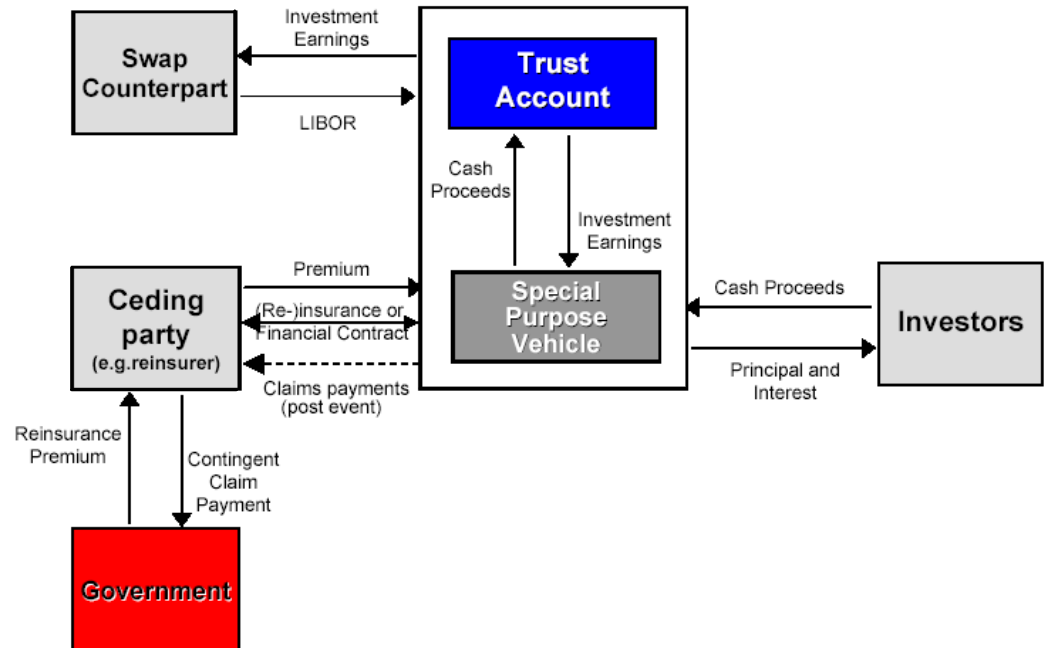 Investment
Earnings
Swap
Counterpart
LIBOR
Trust
Account
Cash
Proceeds
Investment
Earnings
Premium
Ceding
party
(e.g.reinsurer)
(Re-)insurance or
Financial Contract
Claims payments
(post event)
Special
Purpose
Vehicle
Cash Proceeds
Investors
Principal and
Interest
Reinsurance
Premium
Contingent
Claim
Payment
Government